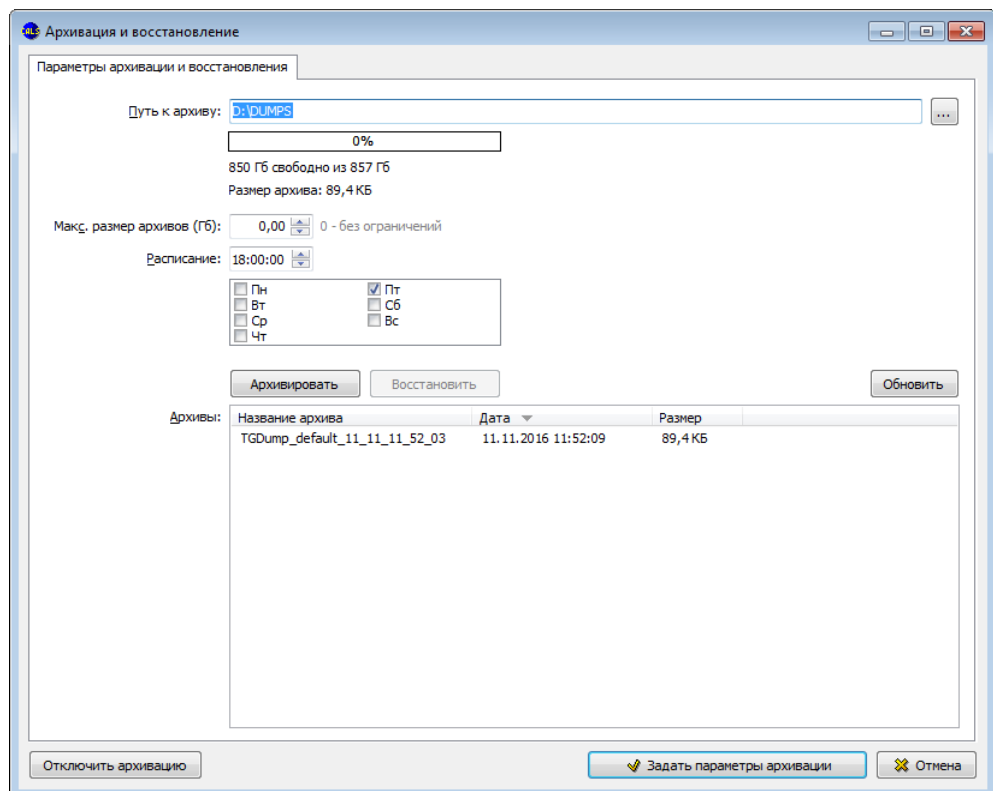 CALS Архивация и восстановление
Параметры архивации и восстановления
Путь к архиву: D:\DUMPS ...
0%
850 Гб свободно из 857 Гб
Размер архива: 89,4 КБ
Макс. размер архивов (Гб): 0,00 0 - без ограничений
Расписание: 18:00:00
Пн Пт
Вт Сб
Ср Вс
Чт
Архивировать Восстановить Обновить
Архивы: Название архива Дата Размер
TGDump_default_11_11_11_52_03 11.11.2016 11:52:09 89,4 КБ
Отключить архивацию Задать параметры архивации Отмена